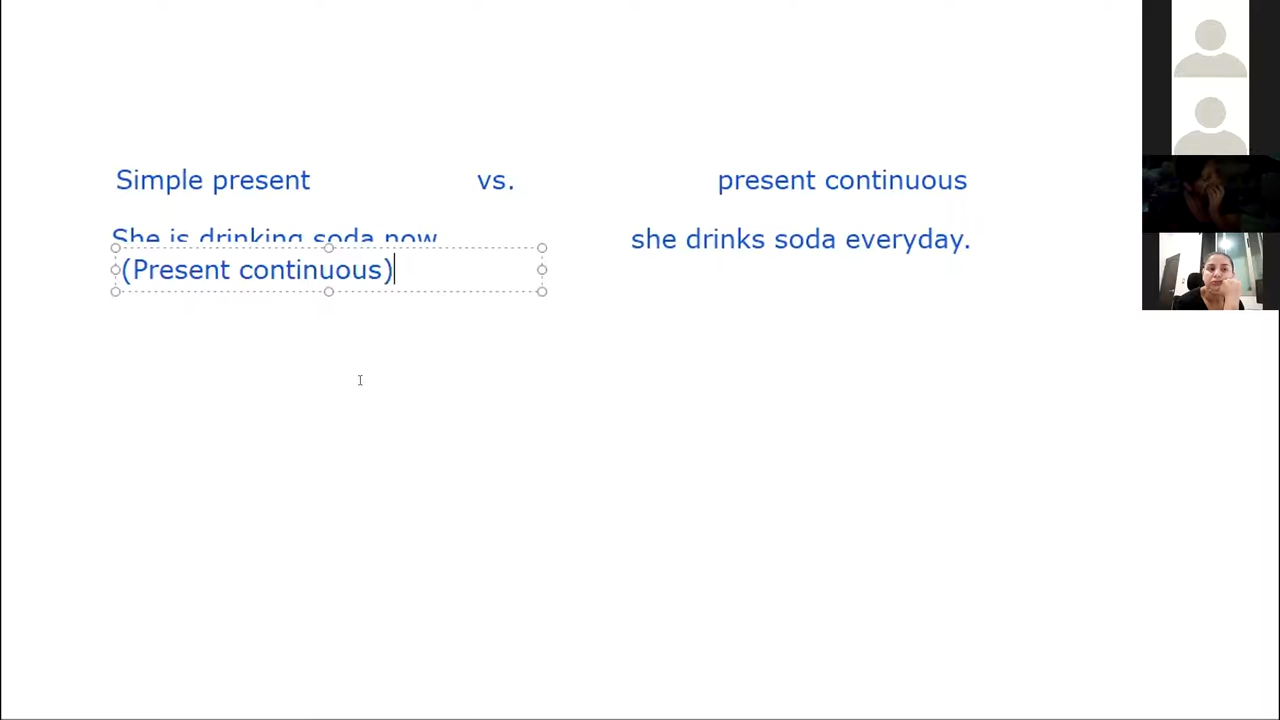 Simple present vs. present continuous
She is drinking soda now she drinks soda everyday.
(Present continuous)